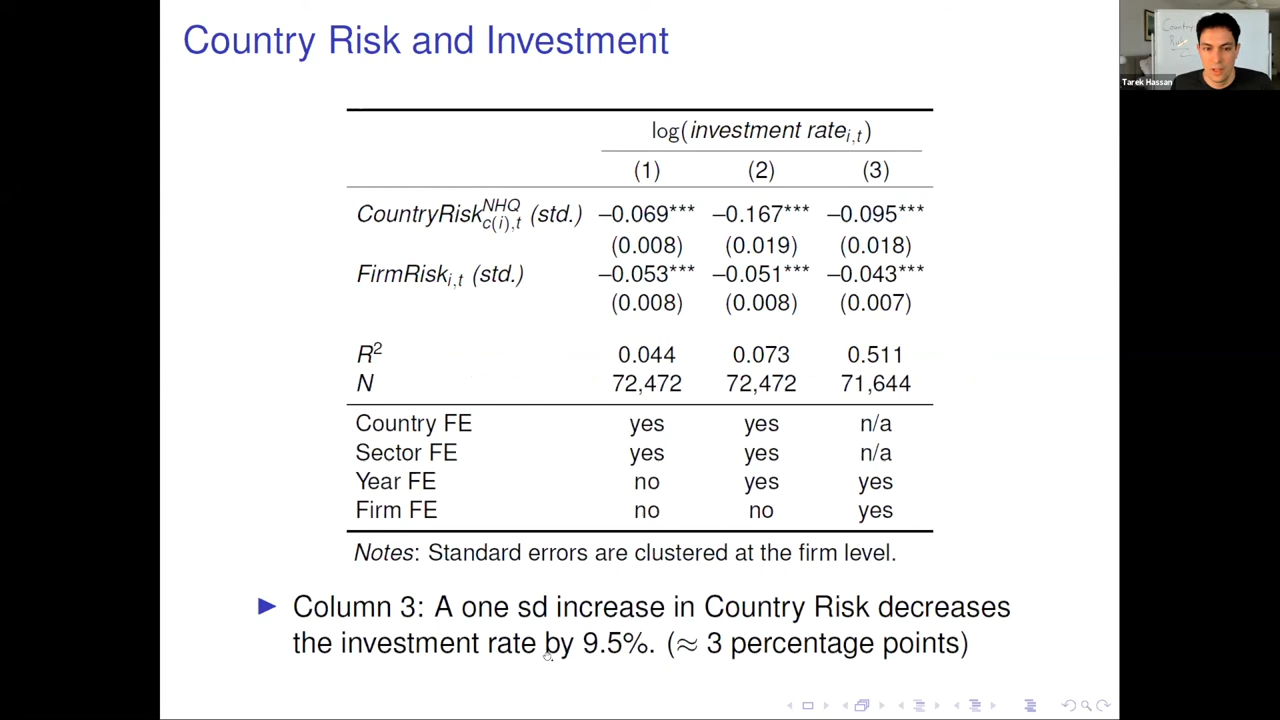 Country Risk and Investment
Country
Risk
Tarek Hassan
log(investment rate_{i,t})
(1) (2) (3)
CountryRisk^{NHQ}_{c(i),t} (std.) –0.069*** –0.167*** –0.095***
(0.008) (0.019) (0.018)
FirmRisk_{i,t} (std.) –0.053*** –0.051*** –0.043***
(0.008) (0.008) (0.007)
R² 0.044 0.073 0.511
N 72,472 72,472 71,644
Country FE yes yes n/a
Sector FE yes yes n/a
Year FE no yes yes
Firm FE no no yes
Notes: Standard errors are clustered at the firm level.
► Column 3: A one sd increase in Country Risk decreases
the investment rate by 9.5%. (≈ 3 percentage points)